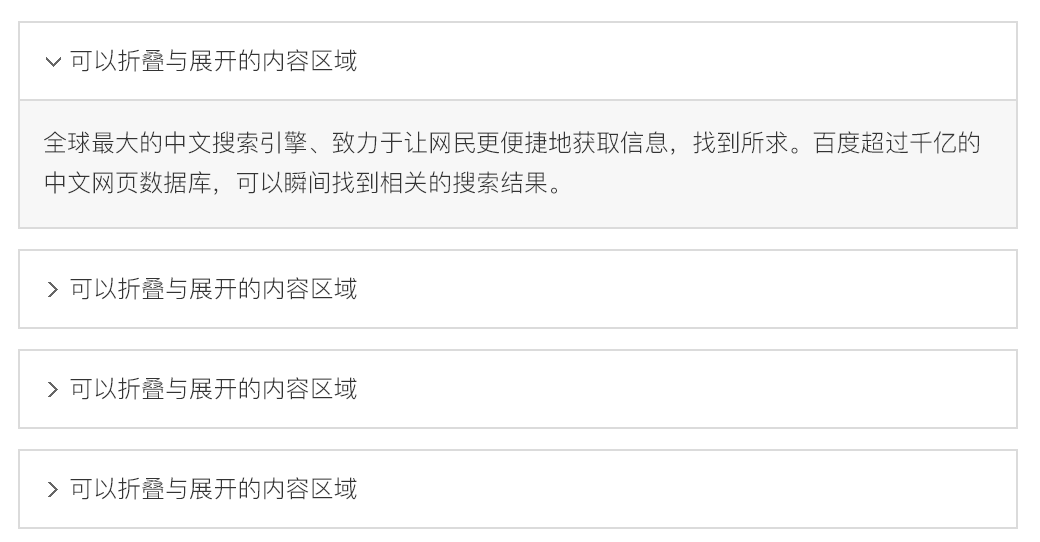 可以折叠与展开的内容区域
全球最大的中文搜索引擎、致力于让网民更便捷地获取信息，找到所求。百度超过千亿的
中文网页数据库，可以瞬间找到相关的搜索结果。
可以折叠与展开的内容区域
可以折叠与展开的内容区域
可以折叠与展开的内容区域